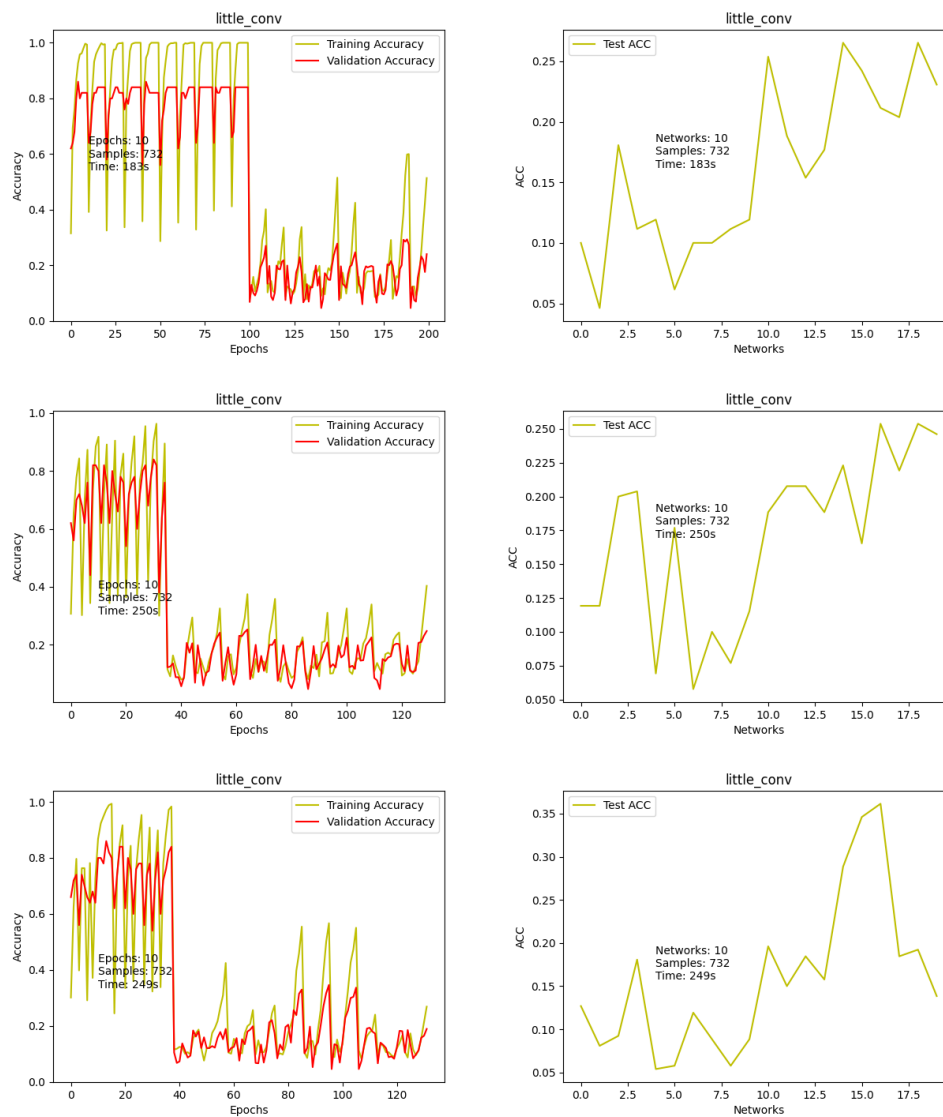 little_conv
Training Accuracy
Validation Accuracy
Epochs: 10
Samples: 732
Time: 183s
Accuracy
0.0
0.2
0.4
0.6
0.8
1.0
0
25
50
75
100
125
150
175
200
Epochs
little_conv
Test ACC
Networks: 10
Samples: 732
Time: 183s
ACC
0.05
0.10
0.15
0.20
0.25
0.0
2.5
5.0
7.5
10.0
12.5
15.0
17.5
Networks
little_conv
Training Accuracy
Validation Accuracy
Epochs: 10
Samples: 732
Time: 250s
Accuracy
0.2
0.4
0.6
0.8
1.0
0
20
40
60
80
100
120
Epochs
little_conv
Test ACC
Networks: 10
Samples: 732
Time: 250s
ACC
0.050
0.075
0.100
0.125
0.150
0.175
0.200
0.225
0.250
0.0
2.5
5.0
7.5
10.0
12.5
15.0
17.5
Networks
little_conv
Training Accuracy
Validation Accuracy
Epochs: 10
Samples: 732
Time: 249s
Accuracy
0.0
0.2
0.4
0.6
0.8
1.0
0
20
40
60
80
100
120
Epochs
little_conv
Test ACC
Networks: 10
Samples: 732
Time: 249s
ACC
0.05
0.10
0.15
0.20
0.25
0.30
0.35
0.0
2.5
5.0
7.5
10.0
12.5
15.0
17.5
Networks